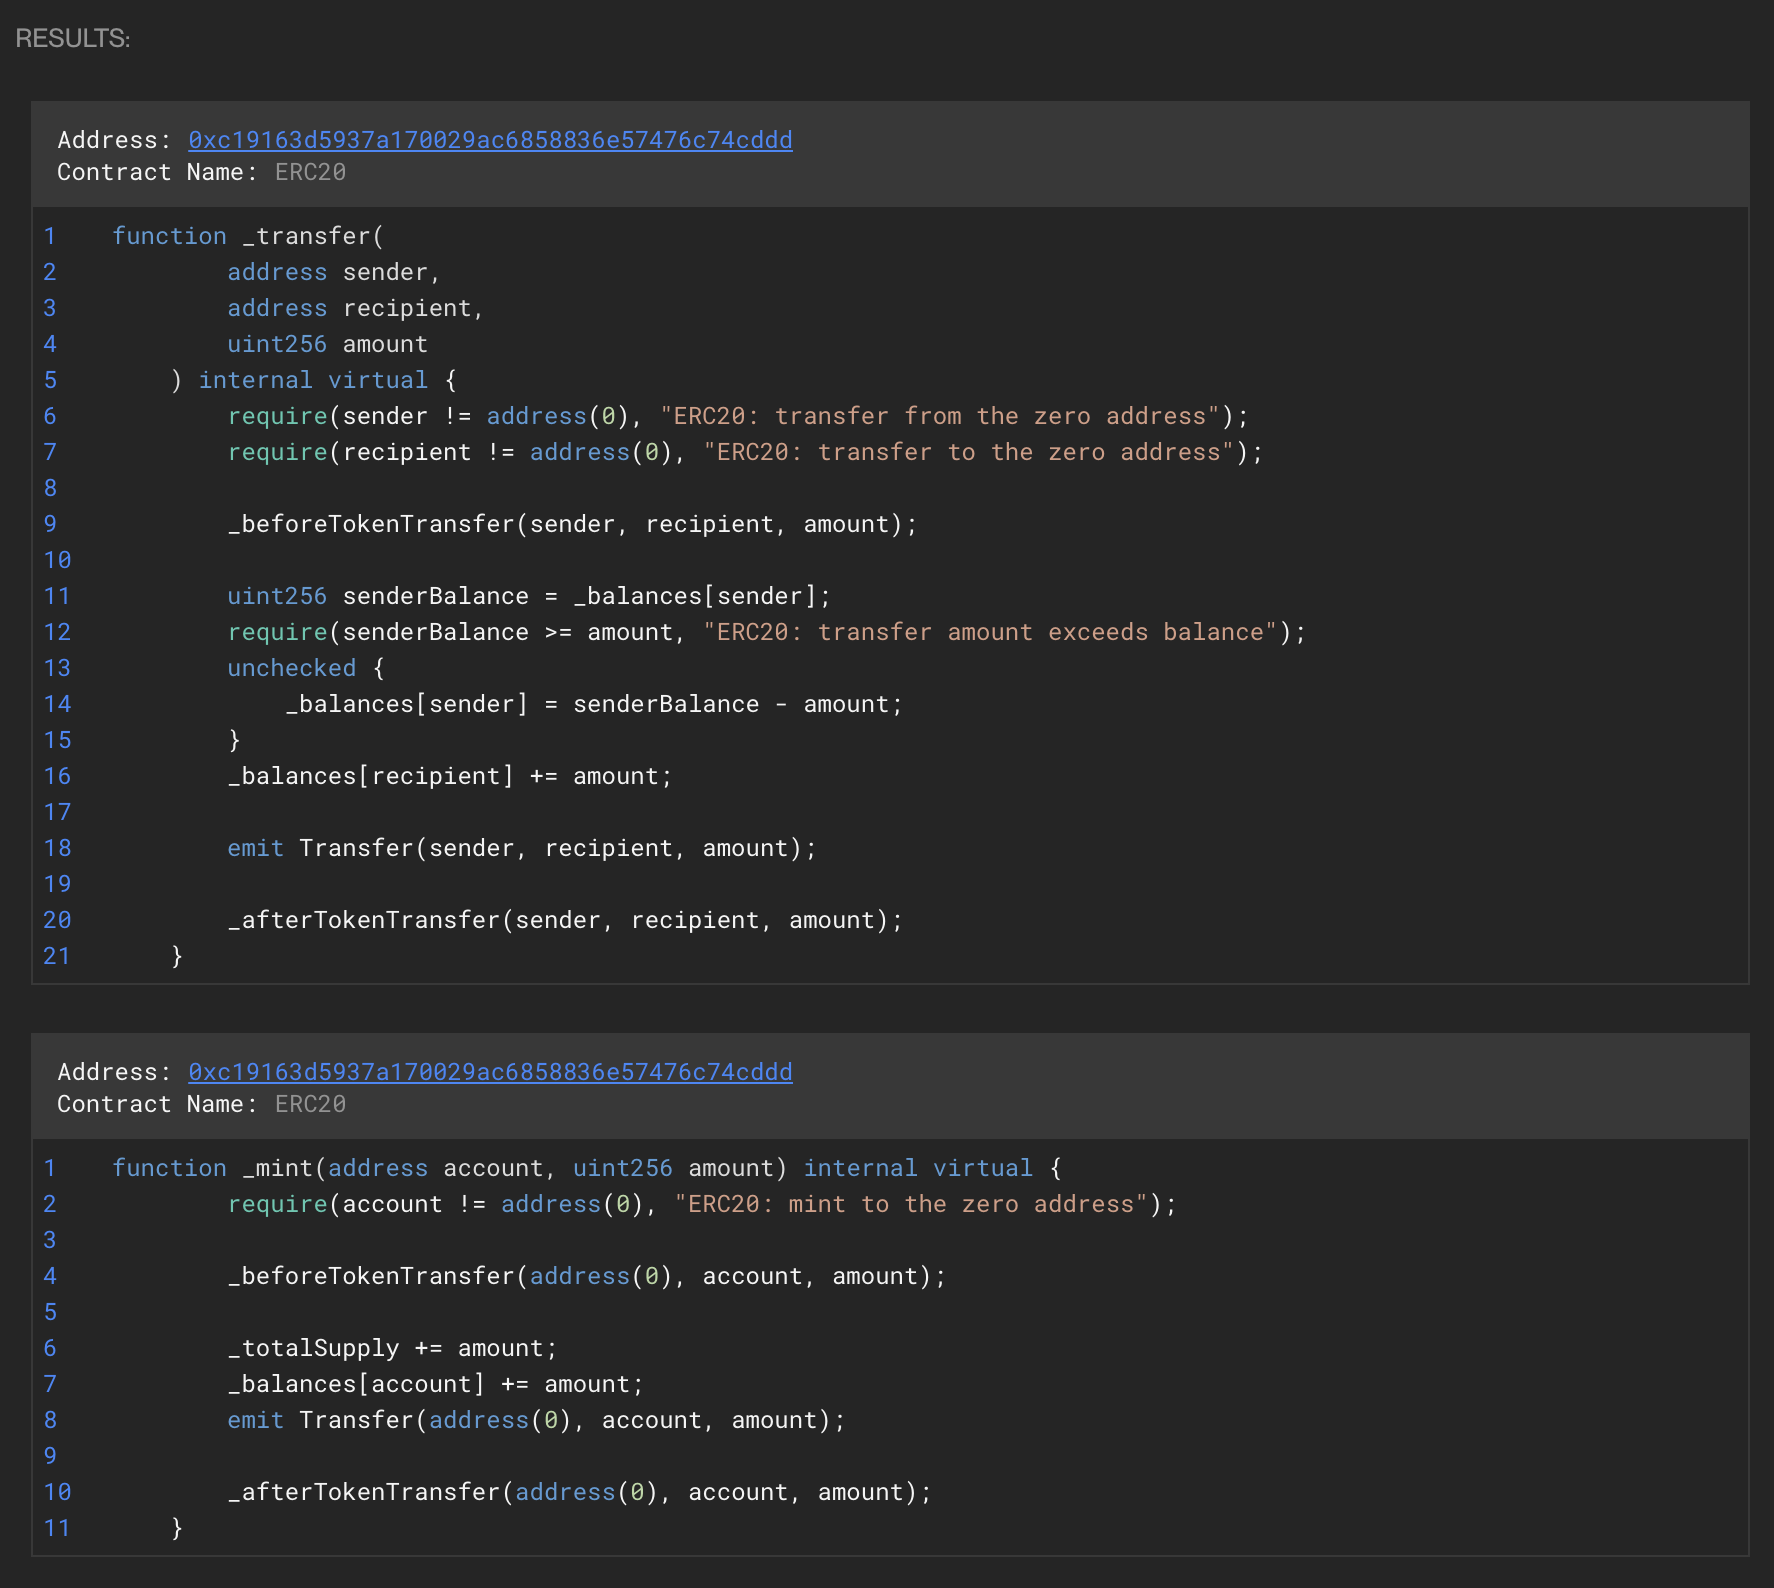 RESULTS:
Address: 0xc19163d5937a170029ac6858836e57476c74cddd
Contract Name: ERC20
1 function _transfer(
2 address sender,
3 address recipient,
4 uint256 amount
5 ) internal virtual {
6 require(sender != address(0), "ERC20: transfer from the zero address");
7 require(recipient != address(0), "ERC20: transfer to the zero address");
8
9 _beforeTokenTransfer(sender, recipient, amount);
10
11 uint256 senderBalance = _balances[sender];
12 require(senderBalance >= amount, "ERC20: transfer amount exceeds balance");
13 unchecked {
14 _balances[sender] = senderBalance - amount;
15 }
16 _balances[recipient] += amount;
17
18 emit Transfer(sender, recipient, amount);
19
20 _afterTokenTransfer(sender, recipient, amount);
21 }
Address: 0xc19163d5937a170029ac6858836e57476c74cddd
Contract Name: ERC20
1 function _mint(address account, uint256 amount) internal virtual {
2 require(account != address(0), "ERC20: mint to the zero address");
3
4 _beforeTokenTransfer(address(0), account, amount);
5
6 _totalSupply += amount;
7 _balances[account] += amount;
8 emit Transfer(address(0), account, amount);
9
10 _afterTokenTransfer(address(0), account, amount);
11 }